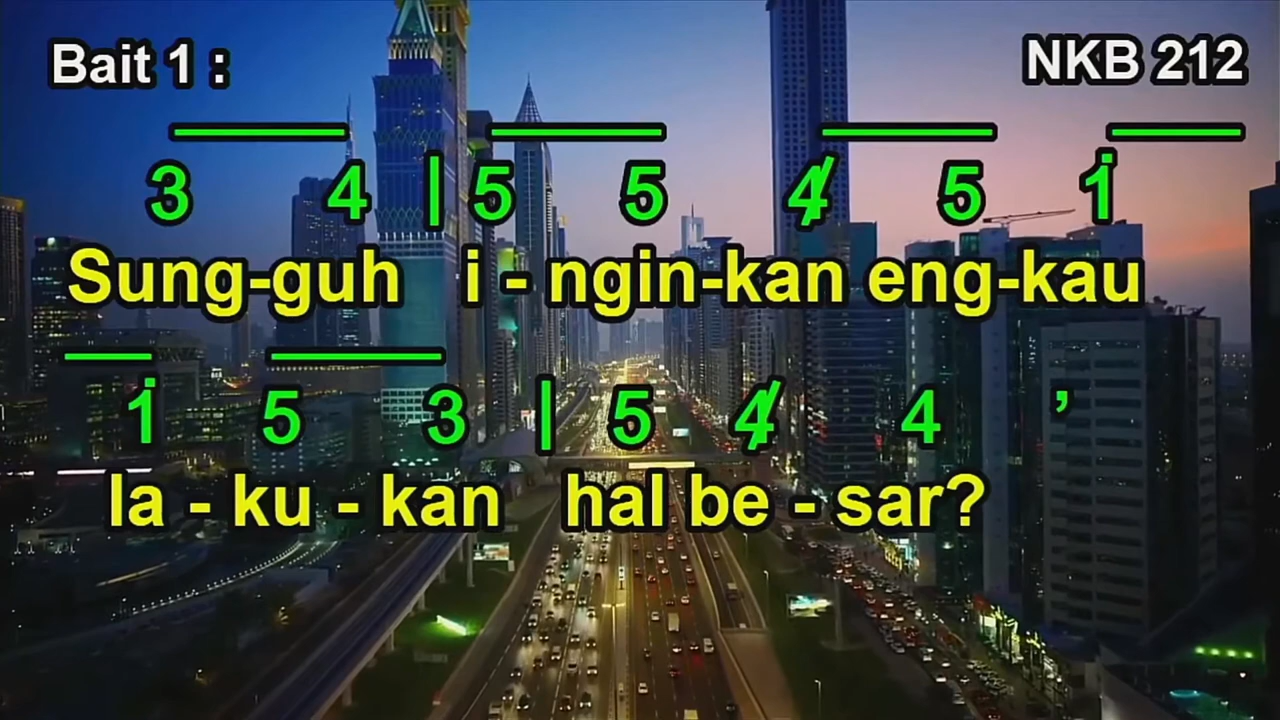 Bait 1 : NKB 212
3 4 | 5 5 4̸ 5 1̇
Sung-guh i - ngin-kan eng-kau
1̇ 5 3 | 5 4̸ 4 ’
la - ku - kan hal be - sar?